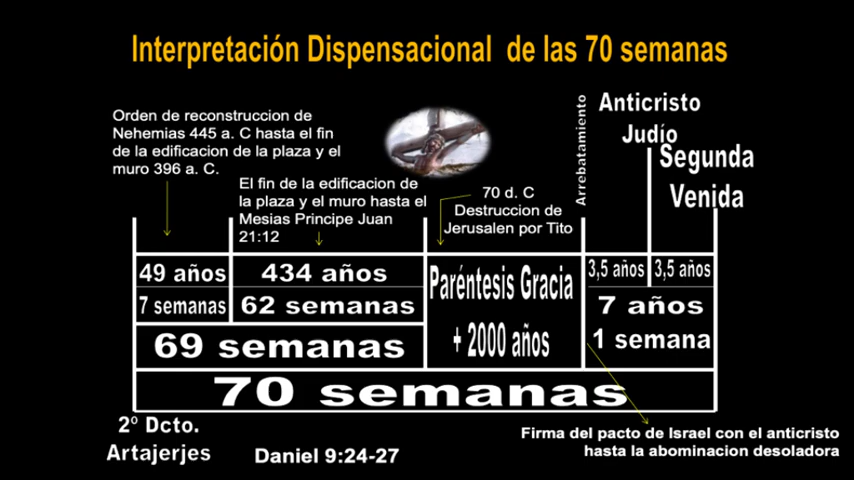 Interpretación Dispensacional de las 70 semanas
Orden de reconstruccion de
Nehemias 445 a. C hasta el fin
de la edificacion de la plaza y el
muro 396 a. C.
El fin de la edificacion de
la plaza y el muro hasta el
Mesias Principe Juan
21:12
70 d. C
Destruccion de
Jerusalen por Tito
Arrebatamiento
Anticristo
Judío
Segunda
Venida
49 años
434 años
Paréntesis Gracia
+ 2000 años
3,5 años
3,5 años
7 semanas
62 semanas
7 años
1 semana
69 semanas
70 semanas
2º Dcto.
Artajerjes
Daniel 9:24-27
Firma del pacto de Israel con el anticristo
hasta la abominacion desoladora